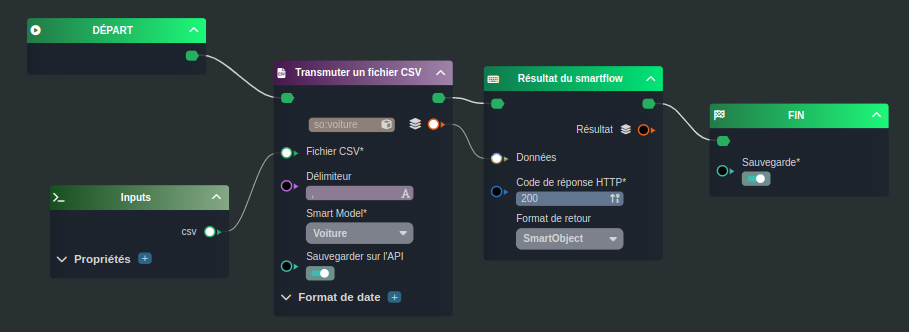 DÉPART
Transmuter un fichier CSV
so:voiture
Fichier CSV*
Délimiteur
,
A
Smart Model*
Voiture
Sauvegarder sur l'API
Format de date +
Inputs
csv
Propriétés +
Résultat du smartflow
Résultat
Données
Code de réponse HTTP*
200
Format de retour
SmartObject
FIN
Sauvegarde*